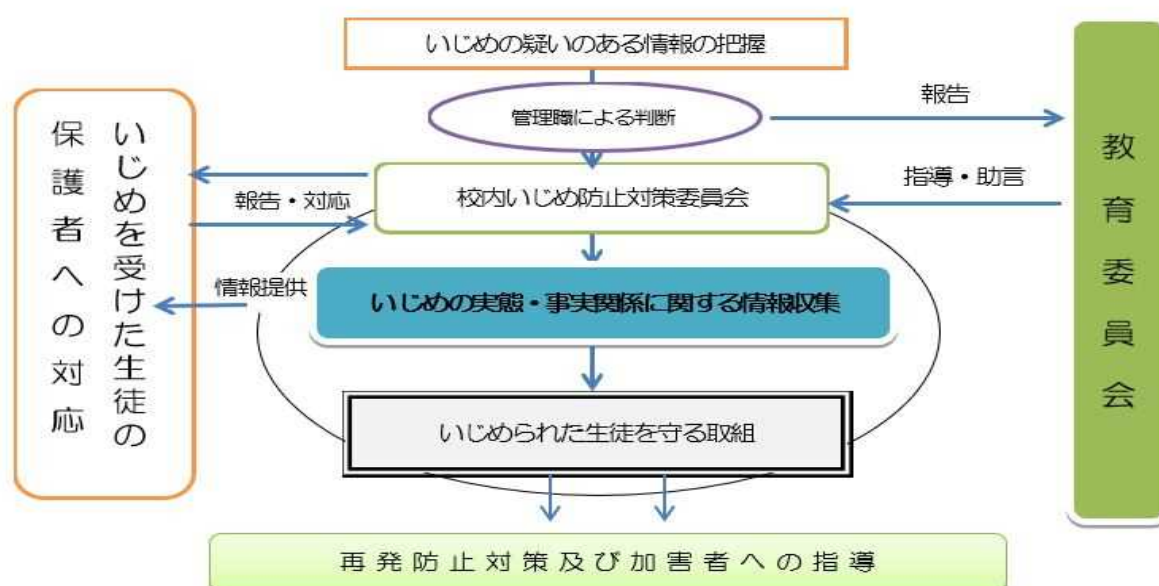 いじめの疑いのある情報の把握
管理職による判断
報告
校内いじめ防止対策委員会
指導・助言
報告・対応
いじめの実態・事実関係に関する情報収集
情報提供
いじめられた生徒を守る取組
再発防止対策及び加害者への指導
いじめを受けた生徒の
保護者への対応
教育委員会